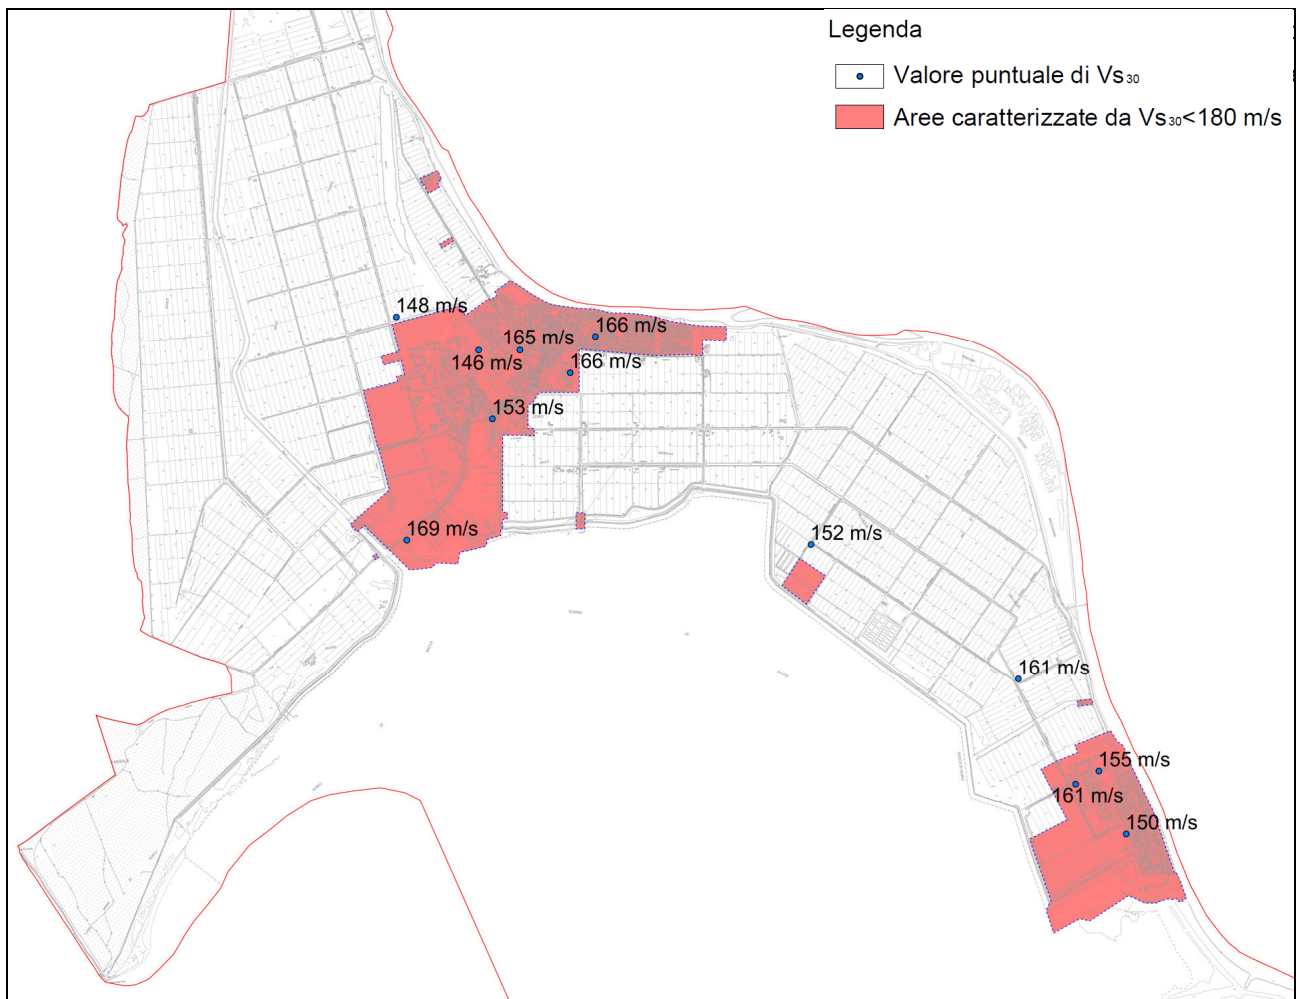 Legenda
Valore puntuale di Vs30
Aree caratterizzate da Vs30<180 m/s
148 m/s
166 m/s
165 m/s
146 m/s
166 m/s
153 m/s
169 m/s
152 m/s
161 m/s
155 m/s
161 m/s
150 m/s